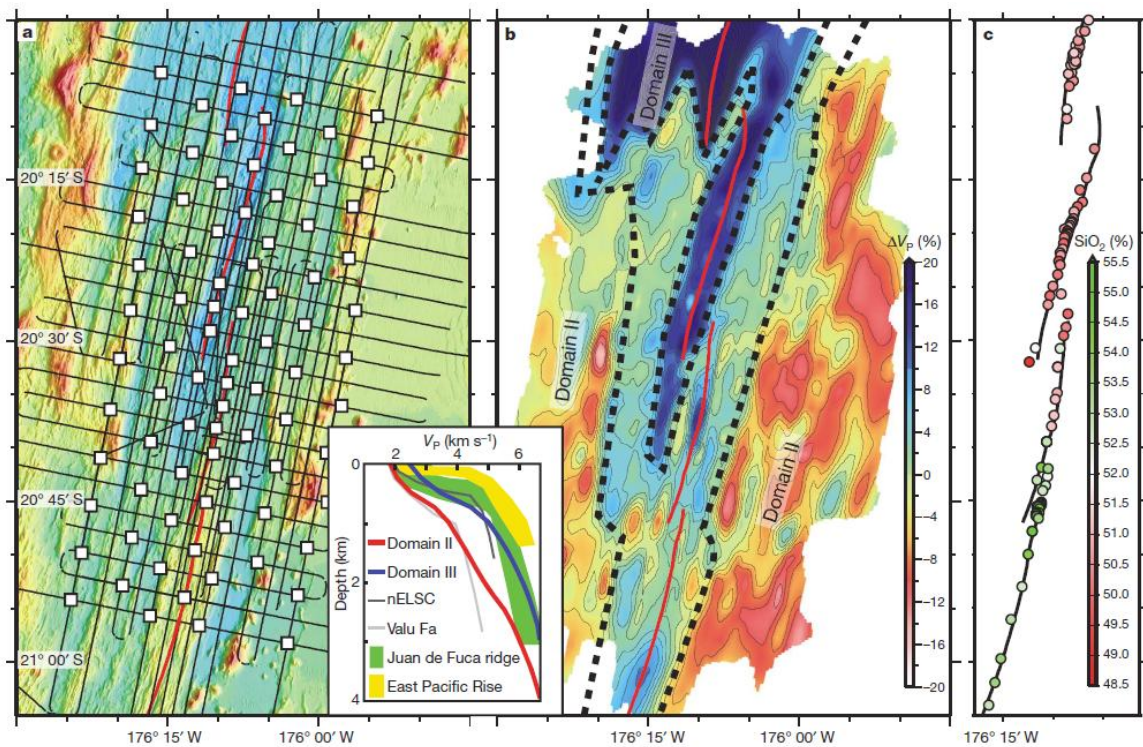 a
20° 15′ S
20° 30′ S
20° 45′ S
21° 00′ S
176° 15′ W
176° 00′ W
V_P (km s⁻¹)
2 4 6
0
2
4
Depth (km)
Domain II
Domain III
nELSC
Valu Fa
Juan de Fuca ridge
East Pacific Rise
b
Domain III
Domain II
Domain II
ΔV_P (%)
20
16
12
8
4
0
−4
−8
−12
−16
−20
176° 15′ W
176° 00′ W
c
SiO₂ (%)
55.5
55.0
54.5
54.0
53.5
53.0
52.5
52.0
51.5
51.0
50.5
50.0
49.5
49.0
48.5
176° 15′ W